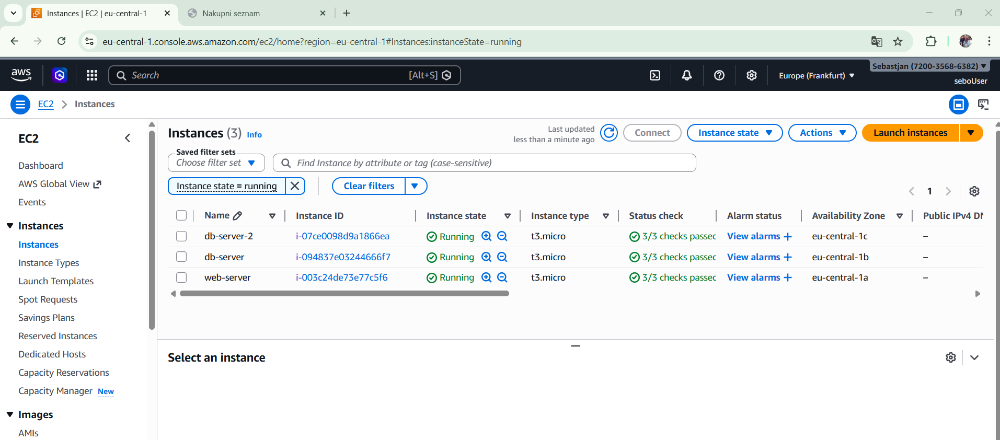 Instances | EC2 | eu-central-1
Nakupni seznam
eu-central-1.console.aws.amazon.com/ec2/home?region=eu-central-1#Instances:instanceState=running
aws
Search
[Alt+S]
Europe (Frankfurt)
Sebastjan (7200-3568-6382)
seboUser
EC2
Instances
EC2
Dashboard
AWS Global View
Events
Instances
Instances
Instance Types
Launch Templates
Spot Requests
Savings Plans
Reserved Instances
Dedicated Hosts
Capacity Reservations
Capacity Manager New
Images
AMIs
Instances (3) Info
Last updated
less than a minute ago
Connect
Instance state
Actions
Launch instances
Saved filter sets
Choose filter set
Find Instance by attribute or tag (case-sensitive)
Instance state = running
Clear filters
1
Name Instance ID Instance state Instance type Status check Alarm status Availability Zone Public IPv4 DN
db-server-2 i-07ce0098d9a1866ea Running t3.micro 3/3 checks passed View alarms + eu-central-1c –
db-server i-094837e03244666f7 Running t3.micro 3/3 checks passed View alarms + eu-central-1b –
web-server i-003c24de73e77c5f6 Running t3.micro 3/3 checks passed View alarms + eu-central-1a –
Select an instance